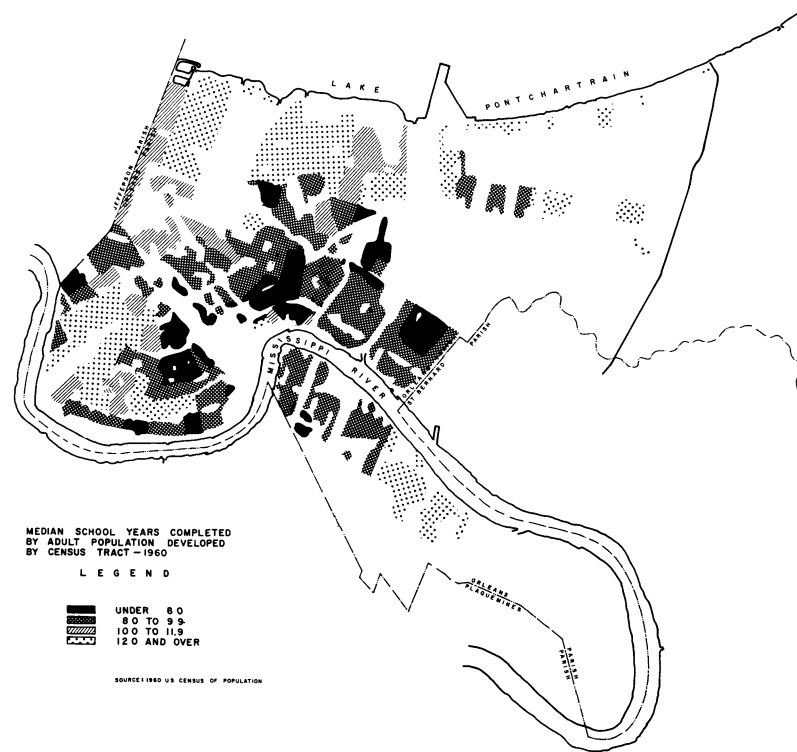 LAKE
PONTCHARTRAIN
JEFFERSON PARISH
MISSISSIPPI RIVER
PARISH
ST BERNARD
MEDIAN SCHOOL YEARS COMPLETED
BY ADULT POPULATION DEVELOPED
BY CENSUS TRACT – 1960
LEGEND
UNDER 8.0
8.0 TO 9.9
10.0 TO 11.9
12.0 AND OVER
SOURCE: 1960 US CENSUS OF POPULATION
ORLEANS
PLAQUEMINES
PARISH
PARISH